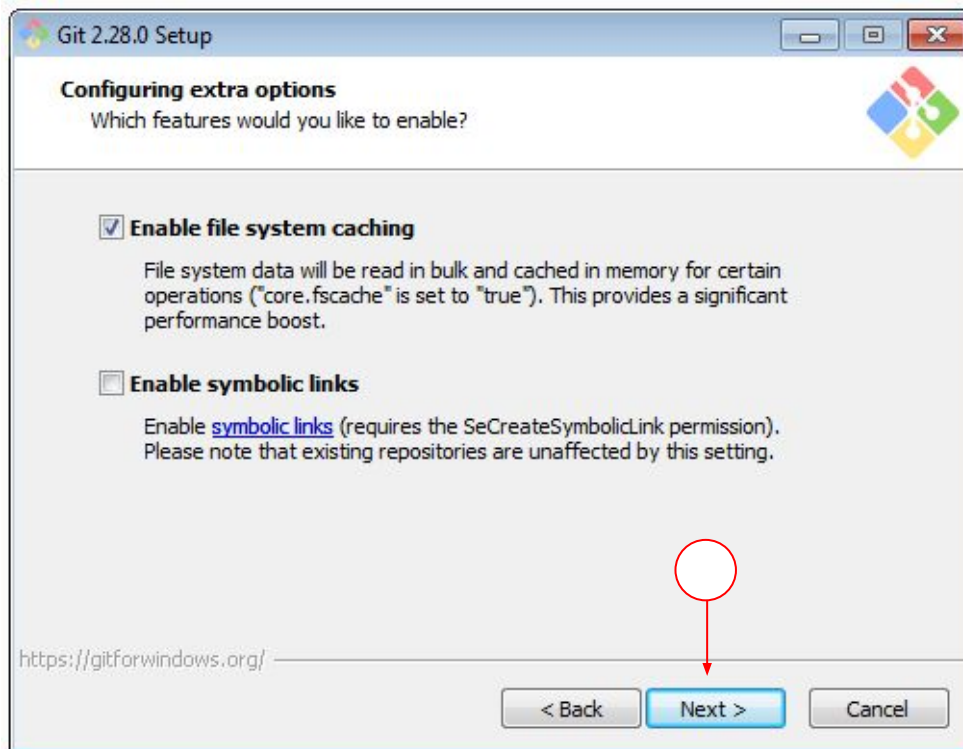 Git 2.28.0 Setup
Configuring extra options
Which features would you like to enable?
Enable file system caching
File system data will be read in bulk and cached in memory for certain
operations ("core.fscache" is set to "true"). This provides a significant
performance boost.
Enable symbolic links
Enable symbolic links (requires the SeCreateSymbolicLink permission).
Please note that existing repositories are unaffected by this setting.
https://gitforwindows.org/
< Back Next > Cancel